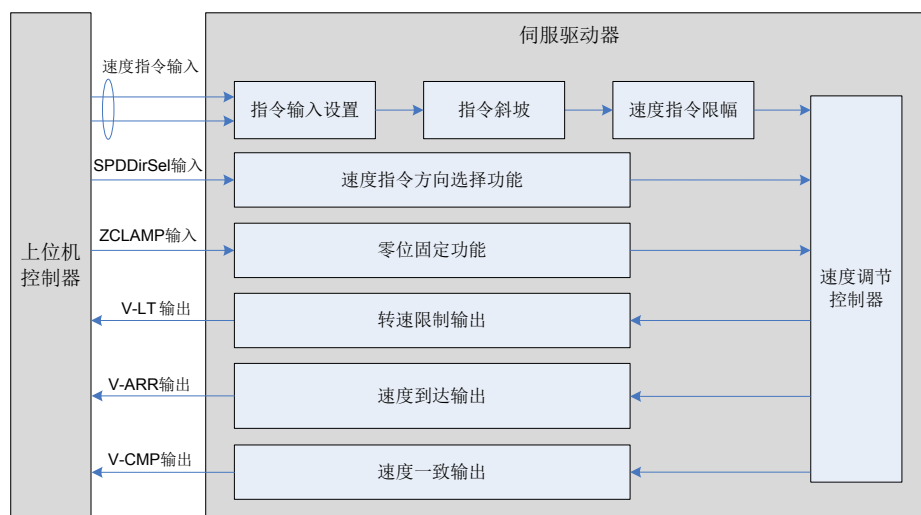 伺服驱动器
速度指令输入
指令输入设置
指令斜坡
速度指令限幅
SPDDirSel输入
速度指令方向选择功能
ZCLAMP输入
零位固定功能
上位机
控制器
速度调节
控制器
V-LT 输出
转速限制输出
V-ARR输出
速度到达输出
V-CMP输出
速度一致输出